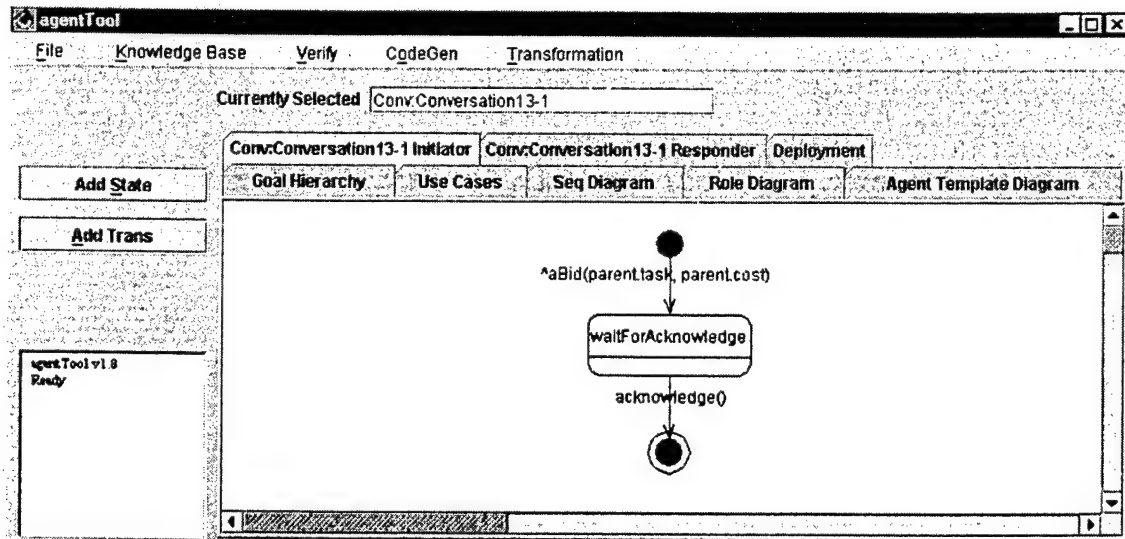 agentTool
File Knowledge Base Verify CodeGen Transformation
Currently Selected Conv:Conversation13-1
Conv:Conversation13-1 Initiator Conv:Conversation13-1 Responder Deployment
Goal Hierarchy Use Cases Seq Diagram Role Diagram Agent Template Diagram
Add State
Add Trans
^aBid(parent.task, parent.cost)
waitForAcknowledge
acknowledge()
agentTool v1.8
Ready